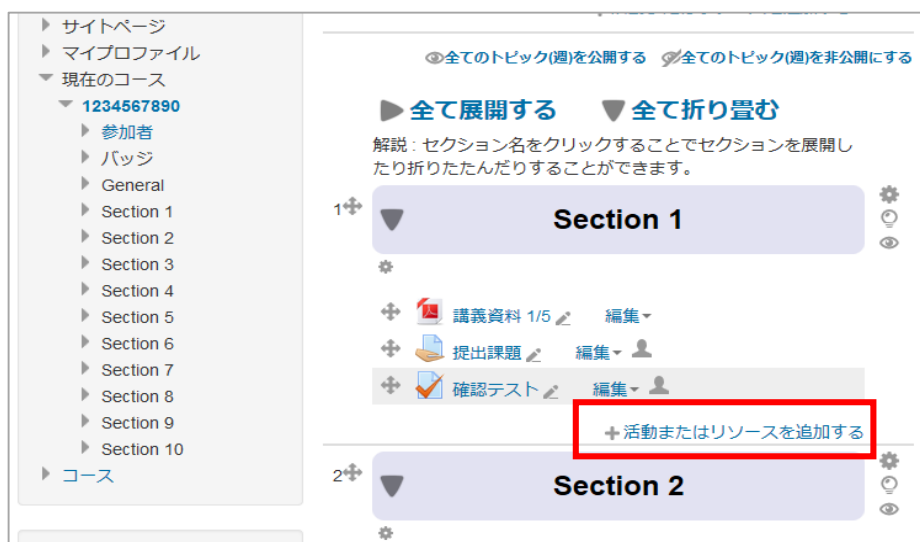 サイトページ
マイプロファイル
現在のコース
1234567890
参加者
バッジ
General
Section 1
Section 2
Section 3
Section 4
Section 5
Section 6
Section 7
Section 8
Section 9
Section 10
コース
全てのトピック(週)を公開する 全てのトピック(週)を非公開にする
全て展開する 全て折り畳む
解説 : セクション名をクリックすることでセクションを展開し
たり折りたたんだりすることができます。
1 Section 1
講義資料 1/5 編集
提出課題 編集
確認テスト 編集
+活動またはリソースを追加する
2 Section 2